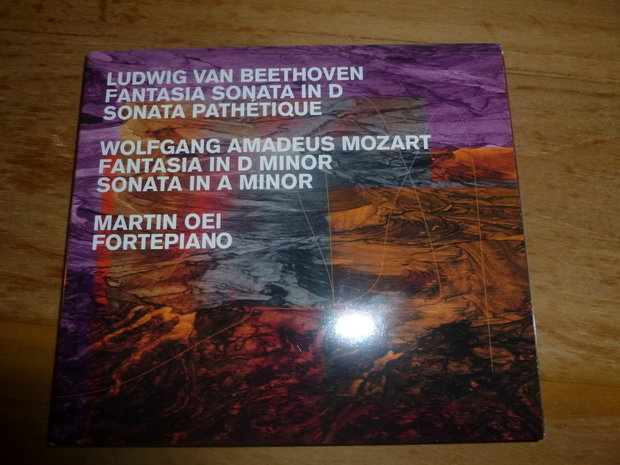 LUDWIG VAN BEETHOVEN
FANTASIA SONATA IN D
SONATA PATHÉTIQUE
WOLFGANG AMADEUS MOZART
FANTASIA IN D MINOR
SONATA IN A MINOR
MARTIN OEI
FORTEPIANO